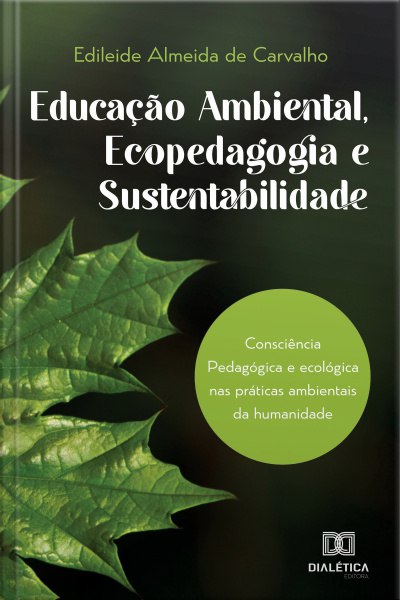 Edileide Almeida de Carvalho
Educação Ambiental,
Ecopedagogia e
Sustentabilidade
Consciência
Pedagógica e ecológica
nas práticas ambientais
da humanidade
DIALÉTICA
EDITORA